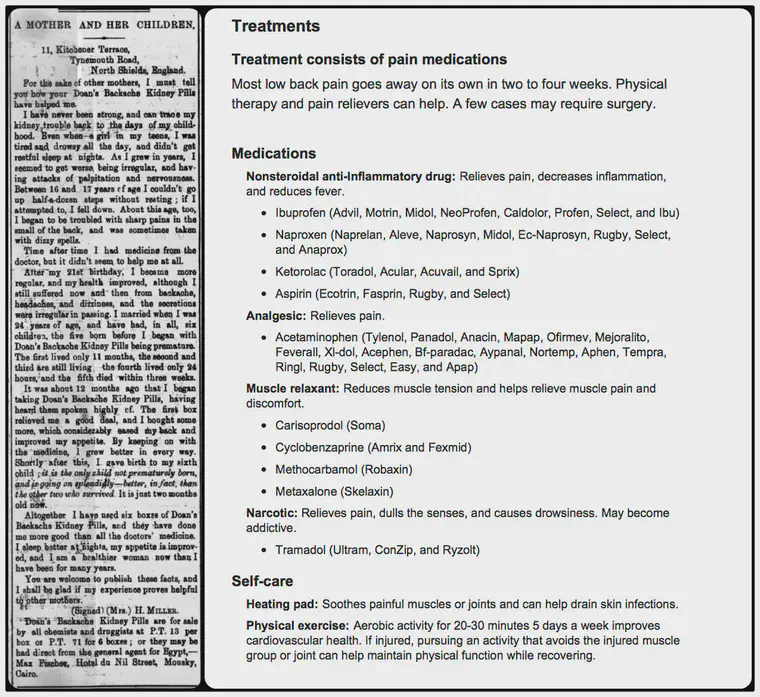 A MOTHER AND HER CHILDREN.
11, Kitchener Terrace,
Tynemouth Road,
North Shields, England.
For the sake of other mothers, I must tell
you how your Doan's Backache Kidney Pills
have helped me.
I have never been strong, and can trace my
kidney trouble back to the days of my child-
hood. Even when a girl in my teens, I was
tired and drowsy all the day, and didn't get
restful sleep at nights. As I grew in years, I
seemed to get worse, being irregular, and hav-
ing attacks of palpitation and nervousness.
Between 16 and 17 years of age I couldn't go
up half-a-dozen steps without resting; if I
attempted to, I fell down. About this age, too,
I began to be troubled with sharp pains in the
small of the back, and was sometimes taken
with dizzy spells.
Time after time I had medicine from the
doctor, but it didn't seem to help me at all.
After my 21st birthday, I became more
regular, and my health improved, although I
still suffered now and then from backache,
headaches, and dizziness, and the secretions
were irregular in passing. I married when I was
24 years of age, and have had, in all, six
children, the five born before I began with
Doan's Backache Kidney Pills being premature.
The first lived only 11 months, the second and
third are still living the fourth lived only 24
hours, and the fifth died within three weeks.
It was about 12 months ago that I began
taking Doan's Backache Kidney Pills, having
heard them spoken highly of. The first box
relieved me a good deal, and I bought some
more, which considerably eased my back and
improved my appetite. By keeping on with
the medicine, I grew better in every way.
Shortly after this, I gave birth to my sixth
child; it is the only child not prematurely born,
and is going on splendidly—better, in fact, than
the other two who survived. It is just two months
old now.
Altogether I have used six boxes of Doan's
Backache Kidney Pills, and they have done
me more good than all the doctors' medicine.
I sleep better at nights, my appetite is improv-
ed, and I am a healthier woman now than I
have been for many years.
You are welcome to publish these facts, and
I shall be glad if my experience proves helpful
to other mothers.
(Signed) (Mrs.) H. MILLER.
Doan's Backache Kidney Pills are for sale
by all chemists and druggists at P.T. 13 per
box or P.T. 71 for 6 boxes; or they may be
had direct from the general agent for Egypt,—
Max Fischer, Hotel du Nil Street, Mousky,
Cairo.
Treatments
Treatment consists of pain medications
Most low back pain goes away on its own in two to four weeks. Physical
therapy and pain relievers can help. A few cases may require surgery.
Medications
Nonsteroidal anti-Inflammatory drug: Relieves pain, decreases inflammation,
and reduces fever.
• Ibuprofen (Advil, Motrin, Midol, NeoProfen, Caldolor, Profen, Select, and Ibu)
• Naproxen (Naprelan, Aleve, Naprosyn, Midol, Ec-Naprosyn, Rugby, Select,
and Anaprox)
• Ketorolac (Toradol, Acular, Acuvail, and Sprix)
• Aspirin (Ecotrin, Fasprin, Rugby, and Select)
Analgesic: Relieves pain.
• Acetaminophen (Tylenol, Panadol, Anacin, Mapap, Ofirmev, Mejoralito,
Feverall, Xl-dol, Acephen, Bf-paradac, Aypanal, Nortemp, Aphen, Tempra,
Ringl, Rugby, Select, Easy, and Apap)
Muscle relaxant: Reduces muscle tension and helps relieve muscle pain and
discomfort.
• Carisoprodol (Soma)
• Cyclobenzaprine (Amrix and Fexmid)
• Methocarbamol (Robaxin)
• Metaxalone (Skelaxin)
Narcotic: Relieves pain, dulls the senses, and causes drowsiness. May become
addictive.
• Tramadol (Ultram, ConZip, and Ryzolt)
Self-care
Heating pad: Soothes painful muscles or joints and can help drain skin infections.
Physical exercise: Aerobic activity for 20-30 minutes 5 days a week improves
cardiovascular health. If injured, pursuing an activity that avoids the injured muscle
group or joint can help maintain physical function while recovering.